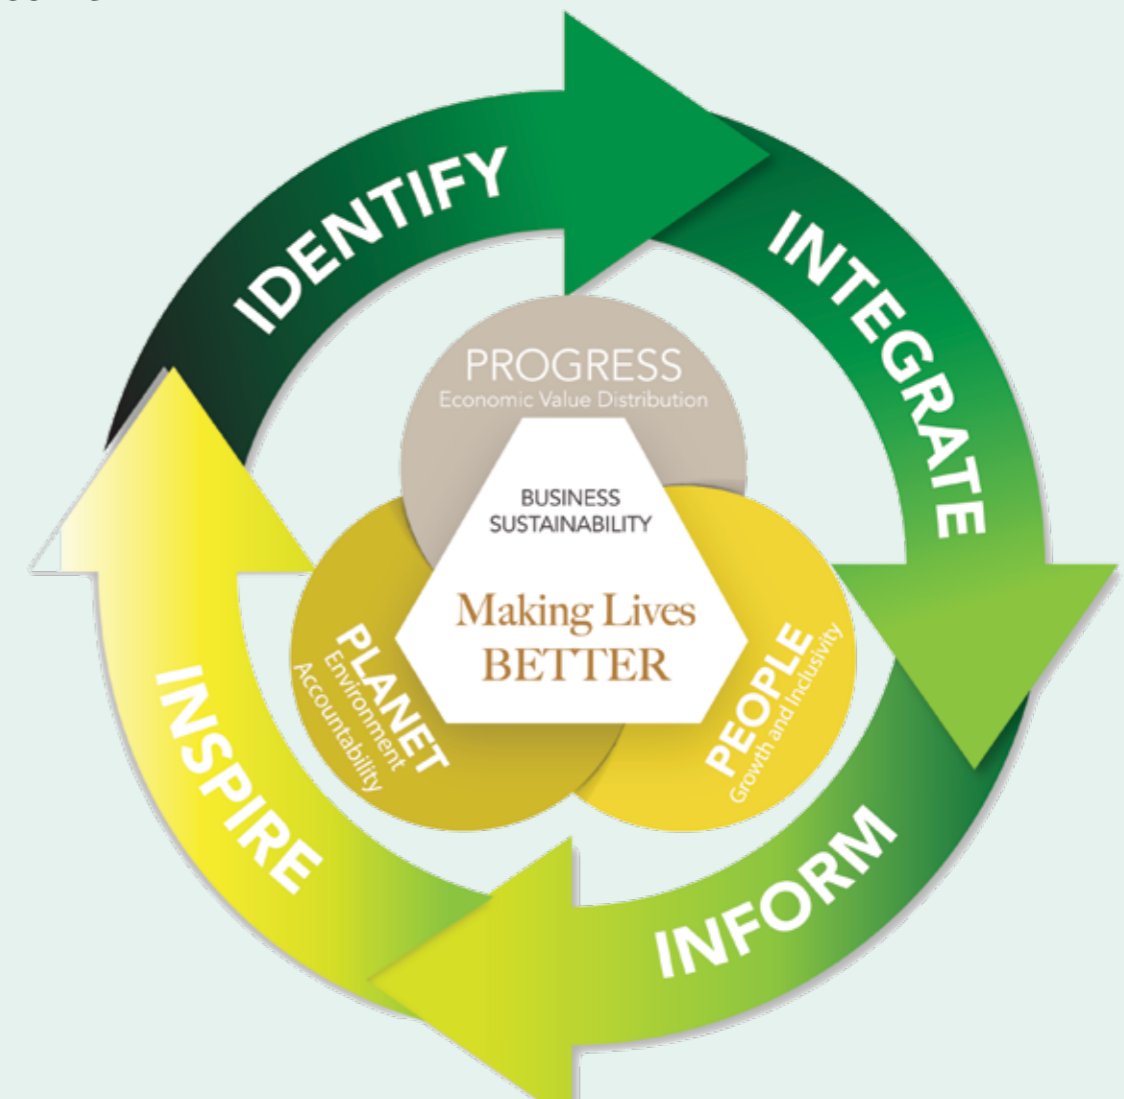 IDENTIFY
INTEGRATE
INFORM
INSPIRE
PROGRESS
Economic Value Distribution
BUSINESS
SUSTAINABILITY
Making Lives
BETTER
PLANET
Environment
Accountability
PEOPLE
Growth and Inclusivity